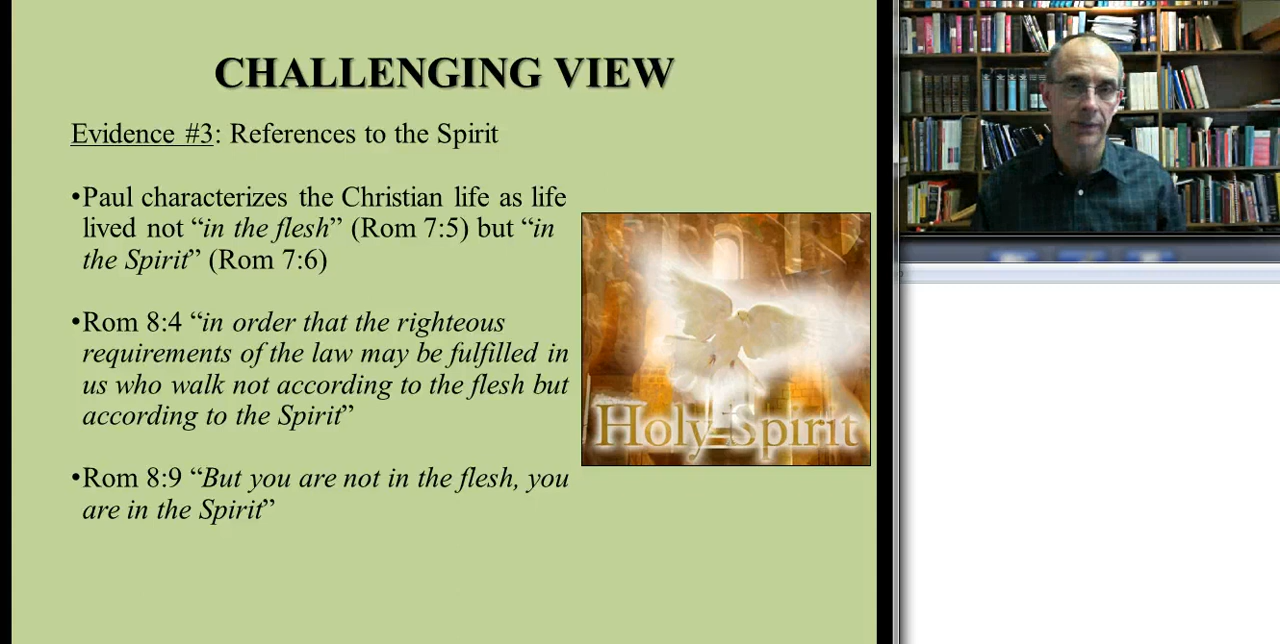 CHALLENGING VIEW
Evidence #3: References to the Spirit
•Paul characterizes the Christian life as life
lived not “in the flesh” (Rom 7:5) but “in
the Spirit” (Rom 7:6)
•Rom 8:4 “in order that the righteous
requirements of the law may be fulfilled in
us who walk not according to the flesh but
according to the Spirit”
•Rom 8:9 “But you are not in the flesh, you
are in the Spirit”
Holy Spirit